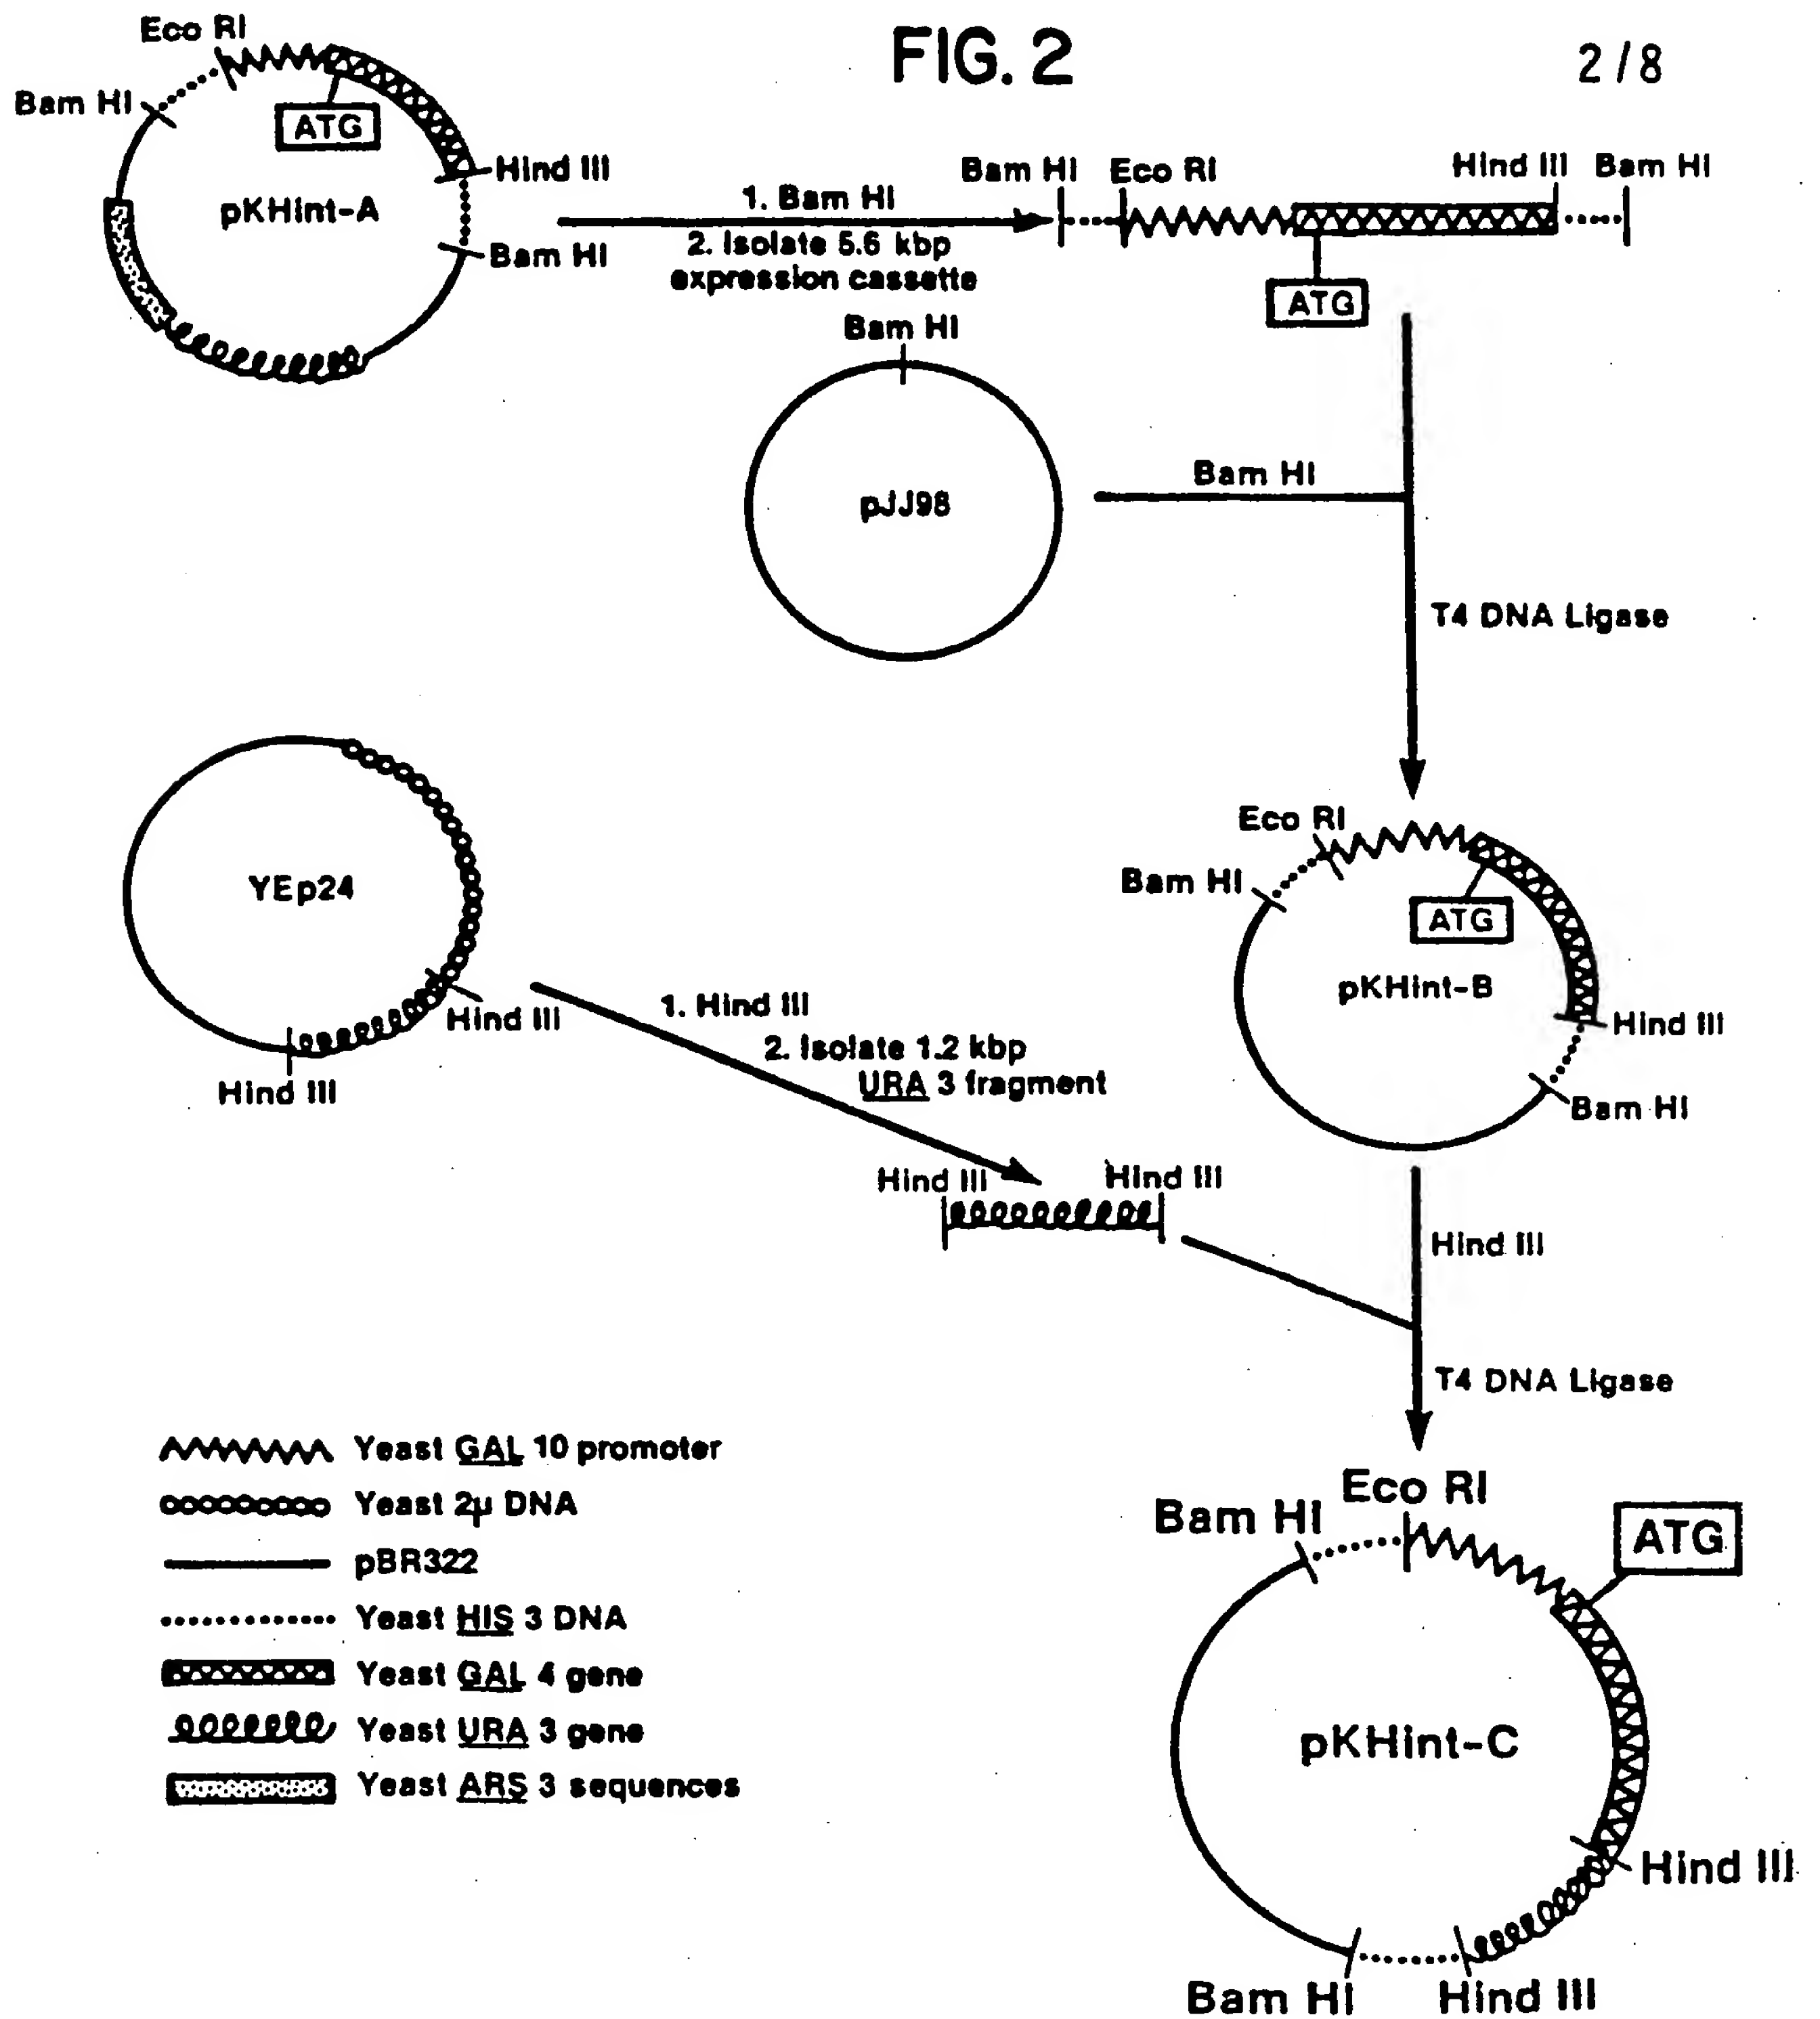 FIG. 2
2/8
Eco RI
Bam HI
ATG
Hind III
pKHint-A
Bam HI
1. Bam HI
2. Isolate 5.6 kbp
expression cassette
Bam HI
Eco RI
Hind III
Bam HI
ATG
Bam HI
pJJ98
Bam HI
T4 DNA Ligase
YEp24
Hind III
Hind III
1. Hind III
2. Isolate 1.2 kbp
URA 3 fragment
Hind III
Hind III
Eco RI
Bam HI
ATG
pKHint-B
Hind III
Bam HI
Hind III
T4 DNA Ligase
Yeast GAL 10 promoter
Yeast 2µ DNA
pBR322
Yeast HIS 3 DNA
Yeast GAL 4 gene
Yeast URA 3 gene
Yeast ARS 3 sequences
Eco RI
Bam HI
ATG
pKHint-C
Hind III
Bam HI
Hind III